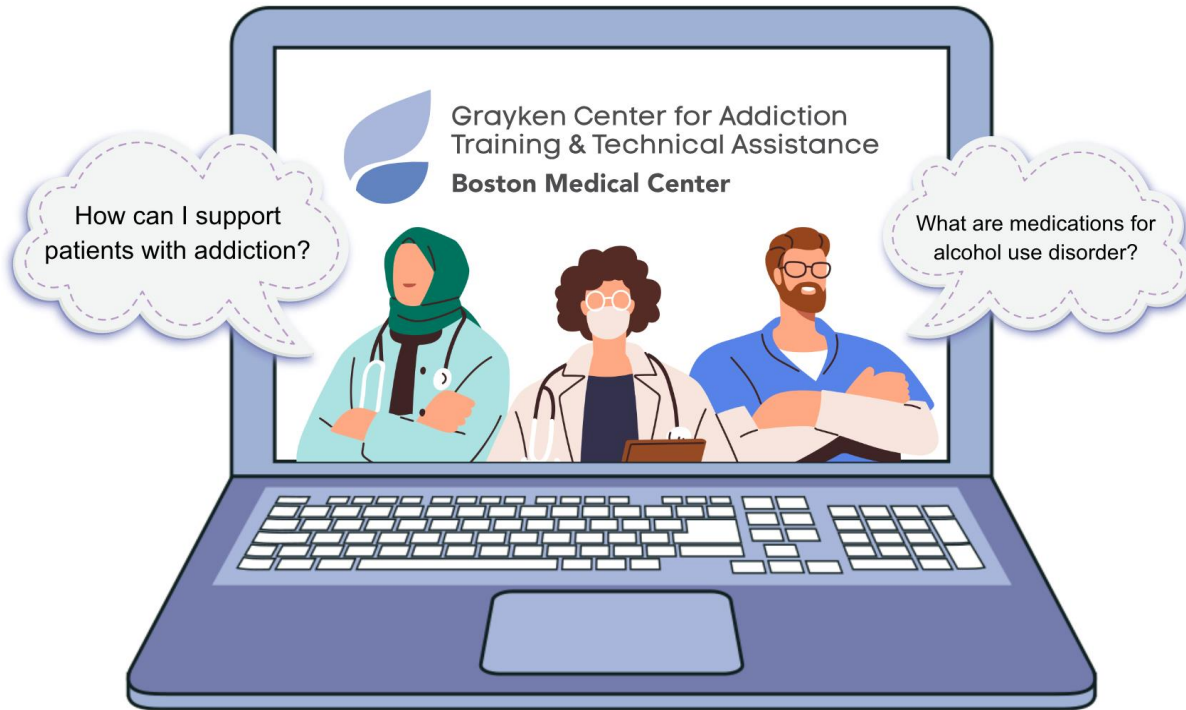 Grayken Center for Addiction
Training & Technical Assistance
Boston Medical Center
How can I support
patients with addiction?
What are medications for
alcohol use disorder?